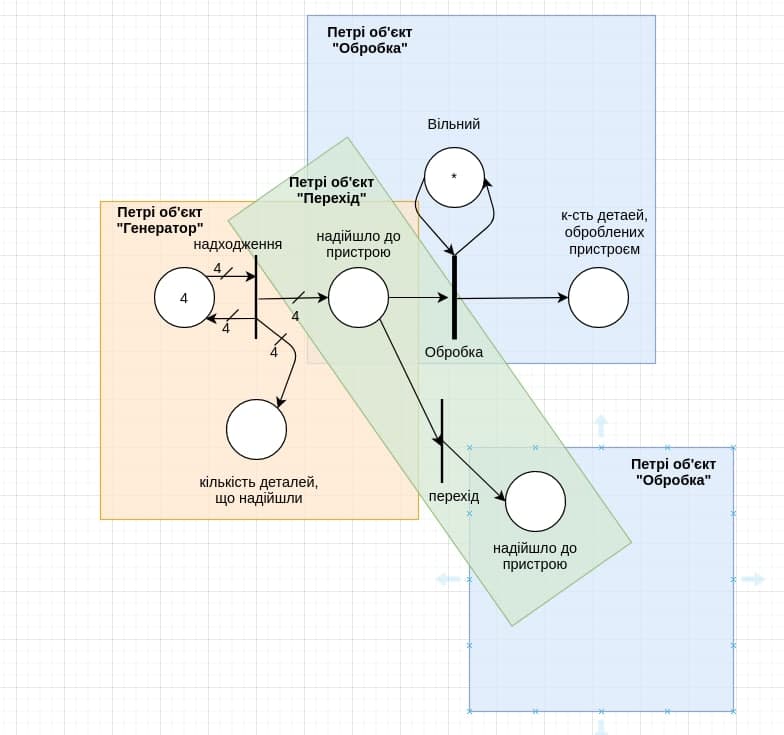 Петрі об'єкт
"Обробка"
Вільний
*
Петрі об'єкт
"Перехід"
Петрі об'єкт
"Генератор"
надходження
надійшло до
пристрою
к-сть детаей,
оброблених
пристроєм
4
4
4
4
4
Обробка
кількість деталей,
що надійшли
перехід
Петрі об'єкт
"Обробка"
надійшло до
пристрою